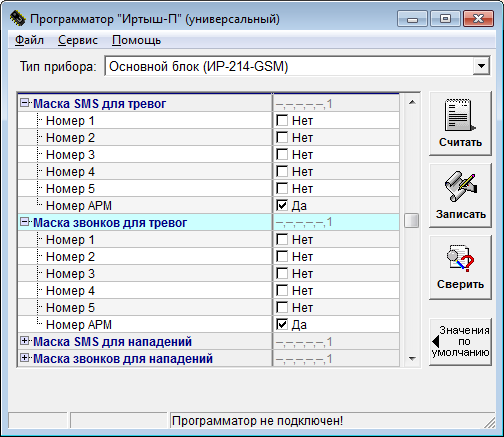 Программатор "Иртыш-П" (универсальный)
Файл Сервис Помощь
Тип прибора: Основной блок (ИР-214-GSM)
Маска SMS для тревог –,–,–,–,–,1
Номер 1 Нет
Номер 2 Нет
Номер 3 Нет
Номер 4 Нет
Номер 5 Нет
Номер АРМ Да
Маска звонков для тревог –,–,–,–,–,1
Номер 1 Нет
Номер 2 Нет
Номер 3 Нет
Номер 4 Нет
Номер 5 Нет
Номер АРМ Да
Маска SMS для нападений –,–,–,–,–,1
Маска звонков для нападений –,–,–,–,–,1
Считать
Записать
Сверить
Значения
по
умолчанию
Программатор не подключен!